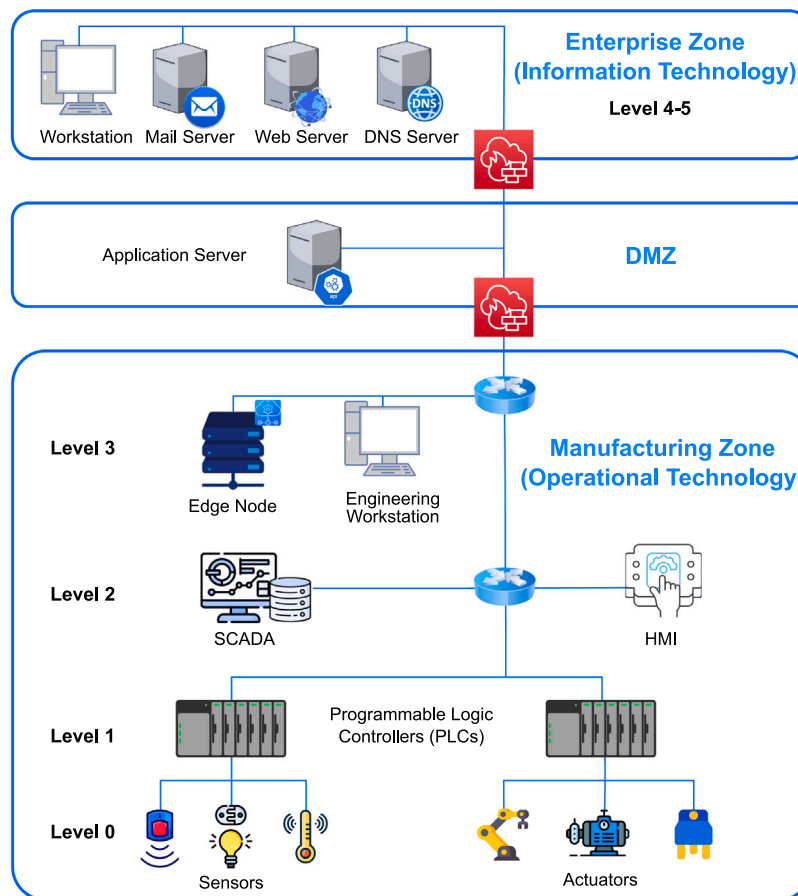 Enterprise Zone
(Information Technology)
Level 4-5
Workstation
Mail Server
Web Server
DNS
DNS Server
Application Server
api
DMZ
Level 3
Edge Node
Engineering
Workstation
Manufacturing Zone
(Operational Technology
Level 2
SCADA
HMI
Level 1
Programmable Logic
Controllers (PLCs)
Level 0
Sensors
Actuators